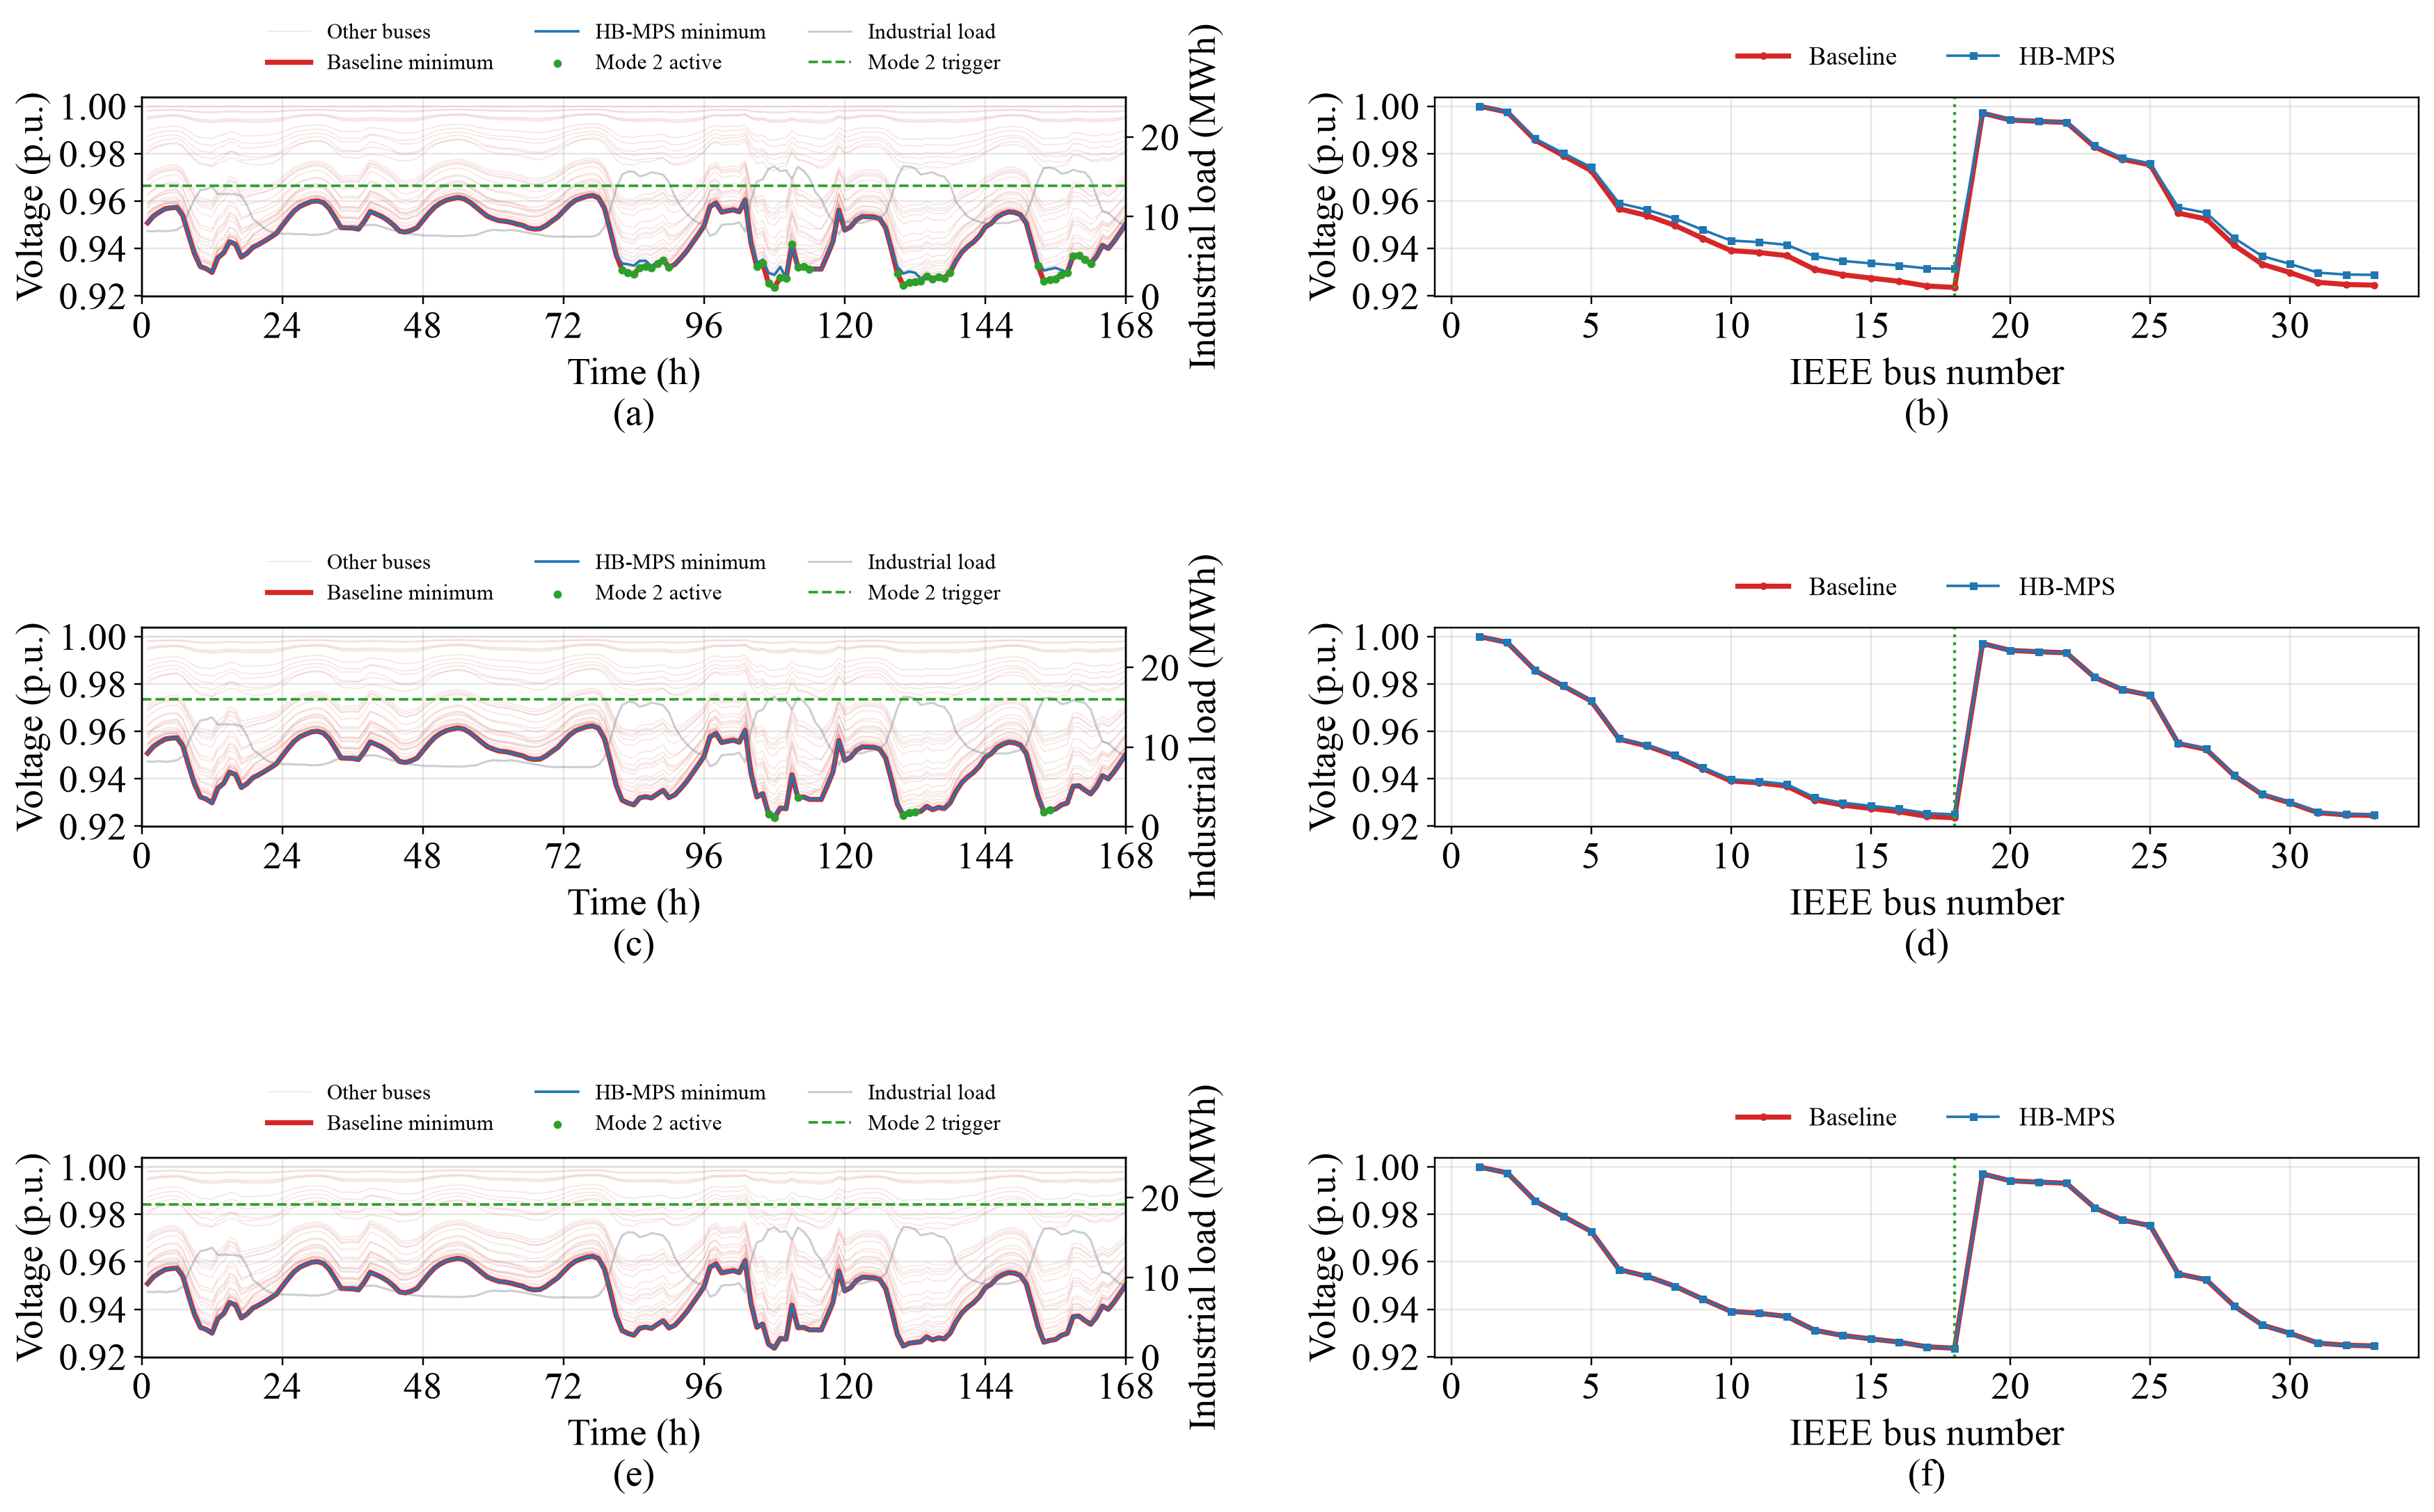 Other buses HB-MPS minimum Industrial load
Baseline minimum Mode 2 active Mode 2 trigger
Voltage (p.u.)
1.00
0.98
0.96
0.94
0.92
0 24 48 72 96 120 144 168
Time (h)
20
10
0
Industrial load (MWh)
(a)
Baseline HB-MPS
Voltage (p.u.)
1.00
0.98
0.96
0.94
0.92
0 5 10 15 20 25 30
IEEE bus number
(b)
Other buses HB-MPS minimum Industrial load
Baseline minimum Mode 2 active Mode 2 trigger
Voltage (p.u.)
1.00
0.98
0.96
0.94
0.92
0 24 48 72 96 120 144 168
Time (h)
20
10
0
Industrial load (MWh)
(c)
Baseline HB-MPS
Voltage (p.u.)
1.00
0.98
0.96
0.94
0.92
0 5 10 15 20 25 30
IEEE bus number
(d)
Other buses HB-MPS minimum Industrial load
Baseline minimum Mode 2 active Mode 2 trigger
Voltage (p.u.)
1.00
0.98
0.96
0.94
0.92
0 24 48 72 96 120 144 168
Time (h)
20
10
0
Industrial load (MWh)
(e)
Baseline HB-MPS
Voltage (p.u.)
1.00
0.98
0.96
0.94
0.92
0 5 10 15 20 25 30
IEEE bus number
(f)